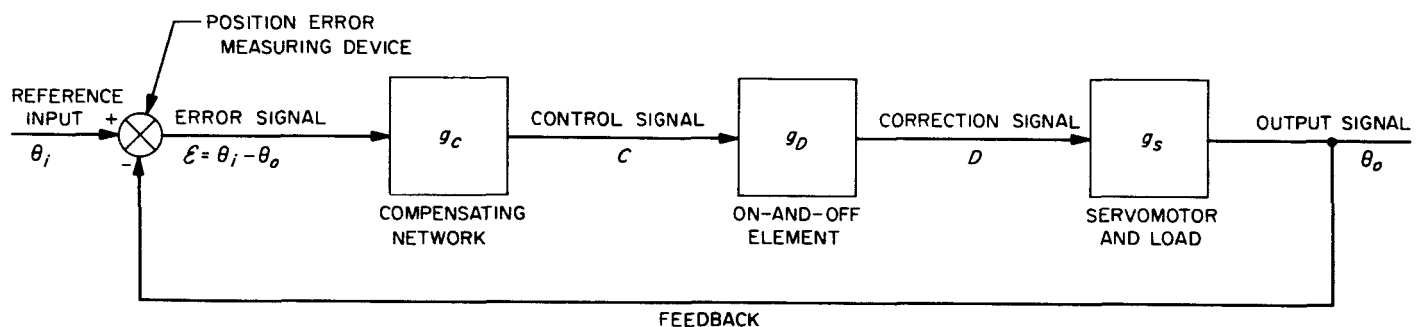 POSITION ERROR
MEASURING DEVICE
REFERENCE
INPUT
+
θi
-
ERROR SIGNAL
ℰ = θi - θo
gC
COMPENSATING
NETWORK
CONTROL SIGNAL
C
gD
ON-AND-OFF
ELEMENT
CORRECTION SIGNAL
D
gS
SERVOMOTOR
AND LOAD
OUTPUT SIGNAL
θo
FEEDBACK